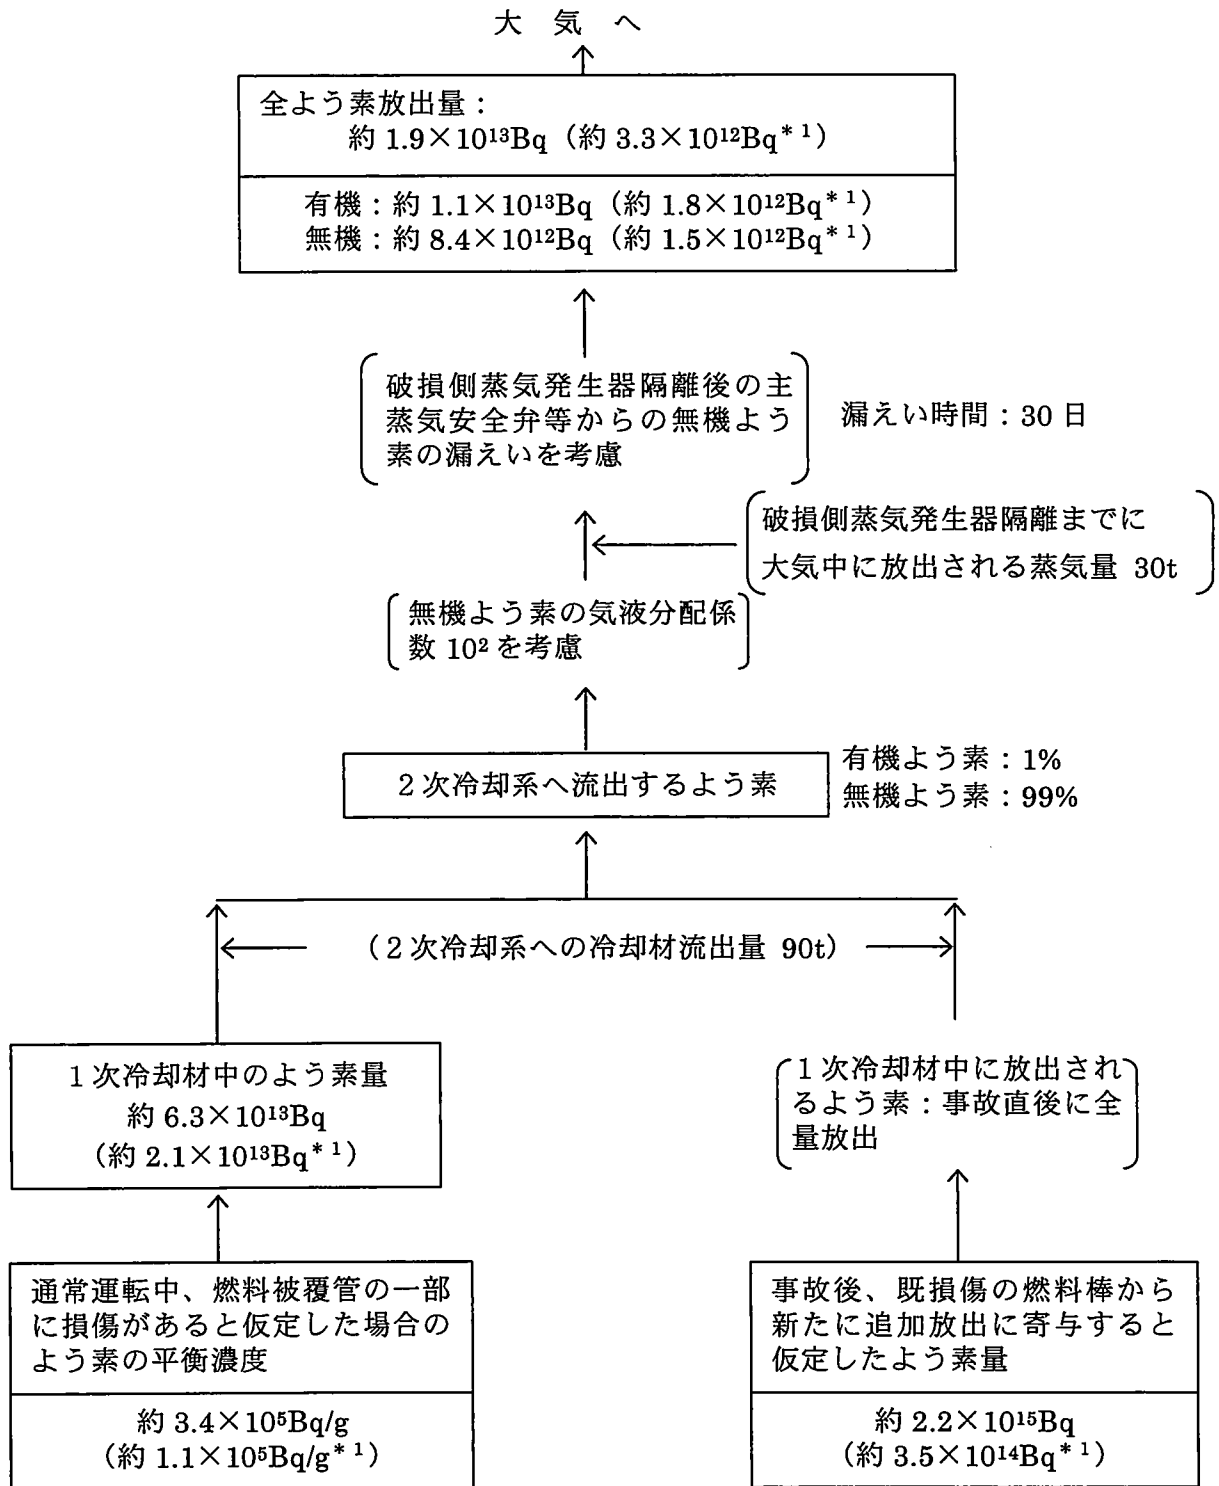 大 気 へ
全よう素放出量：
約 1.9×10¹³Bq（約 3.3×10¹²Bq*¹）
有機：約 1.1×10¹³Bq（約 1.8×10¹²Bq*¹）
無機：約 8.4×10¹²Bq（約 1.5×10¹²Bq*¹）
破損側蒸気発生器隔離後の主
蒸気安全弁等からの無機よう
素の漏えいを考慮
漏えい時間：30 日
破損側蒸気発生器隔離までに
大気中に放出される蒸気量 30t
無機よう素の気液分配係
数 10² を考慮
２次冷却系へ流出するよう素
有機よう素：1%
無機よう素：99%
（２次冷却系への冷却材流出量 90t）
１次冷却材中のよう素量
約 6.3×10¹³Bq
（約 2.1×10¹³Bq*¹）
１次冷却材中に放出され
るよう素：事故直後に全
量放出
通常運転中、燃料被覆管の一部
に損傷があると仮定した場合の
よう素の平衡濃度
約 3.4×10⁵Bq/g
（約 1.1×10⁵Bq/g*¹）
事故後、既損傷の燃料棒から
新たに追加放出に寄与すると
仮定したよう素量
約 2.2×10¹⁵Bq
（約 3.5×10¹⁴Bq*¹）